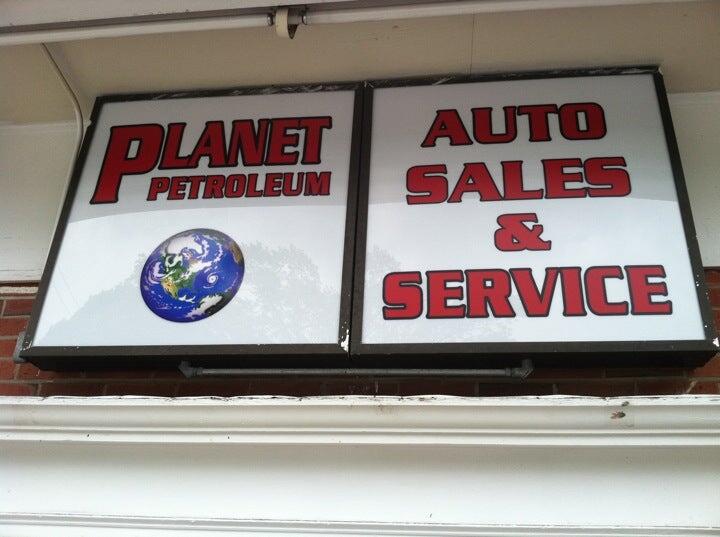 PLANET
PETROLEUM
AUTO
SALES
&
SERVICE